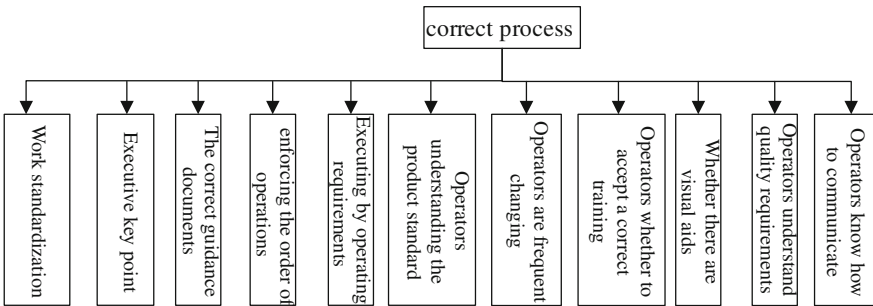 correct process
Work standardization
Executive key point
The correct guidance
documents
enforcing the order of
operations
Executing by operating
requirements
Operators
understanding the
product standard
Operators are frequent
changing
Operators whether to
accept a correct
training
Whether there are
visual aids
Operators understand
quality requirements
Operators know how
to communicate